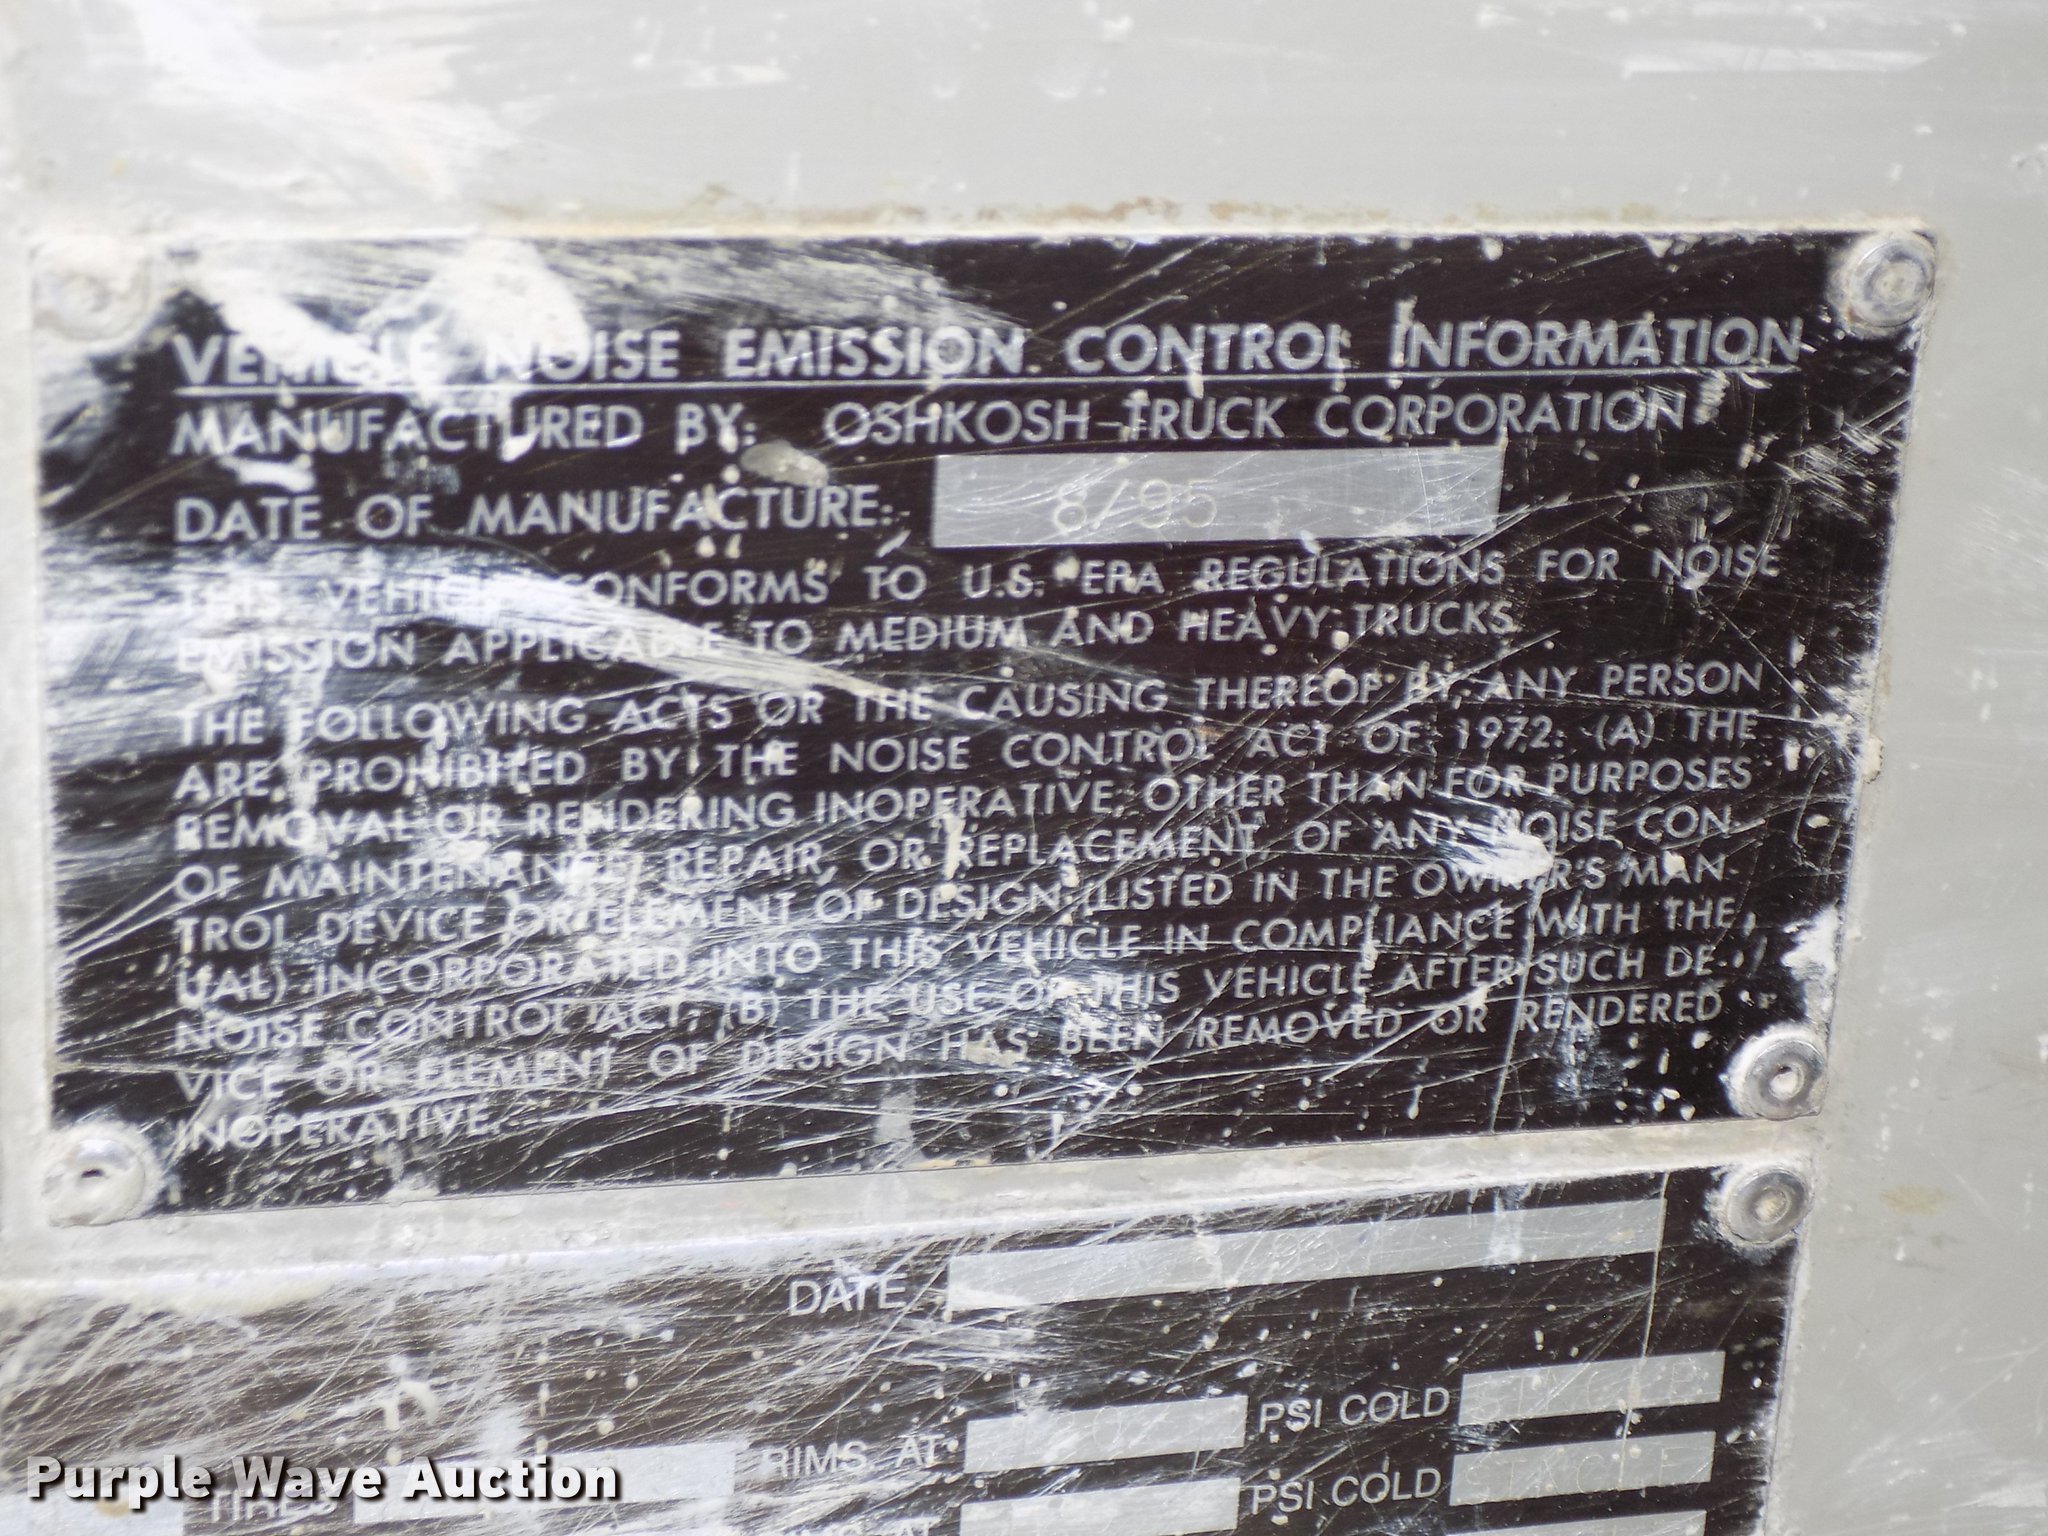 VEHICLE NOISE EMISSION CONTROL INFORMATION
MANUFACTURED BY: OSHKOSH TRUCK CORPORATION
DATE OF MANUFACTURE: 8/95
THIS VEHICLE CONFORMS TO U.S. EPA REGULATIONS FOR NOISE
EMISSION APPLICABLE TO MEDIUM AND HEAVY TRUCKS.
THE FOLLOWING ACTS OR THE CAUSING THEREOF BY ANY PERSON
ARE PROHIBITED BY THE NOISE CONTROL ACT OF 1972: (A) THE
REMOVAL OR RENDERING INOPERATIVE, OTHER THAN FOR PURPOSES
OF MAINTENANCE, REPAIR, OR REPLACEMENT, OF ANY NOISE CON-
TROL DEVICE OR ELEMENT OF DESIGN (LISTED IN THE OWNER'S MAN-
UAL) INCORPORATED INTO THIS VEHICLE IN COMPLIANCE WITH THE
NOISE CONTROL ACT; (B) THE USE OF THIS VEHICLE AFTER SUCH DE-
VICE OR ELEMENT OF DESIGN HAS BEEN REMOVED OR RENDERED
INOPERATIVE.
DATE
RIMS AT PSI COLD SINGLE
TIRES PSI COLD SINGLE
Purple Wave Auction